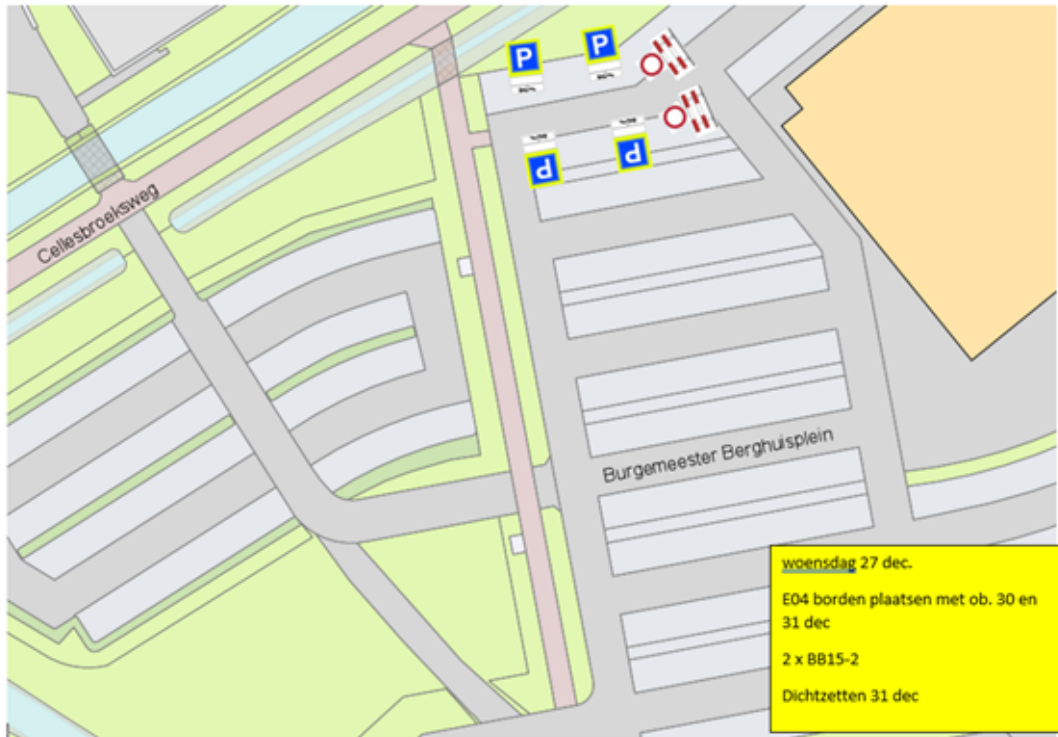 P
P
P
P
Cellesbroeksweg
Burgemeester Berghuisplein
woensdag 27 dec.
E04 borden plaatsen met ob. 30 en
31 dec
2 x BB15-2
Dichtzetten 31 dec